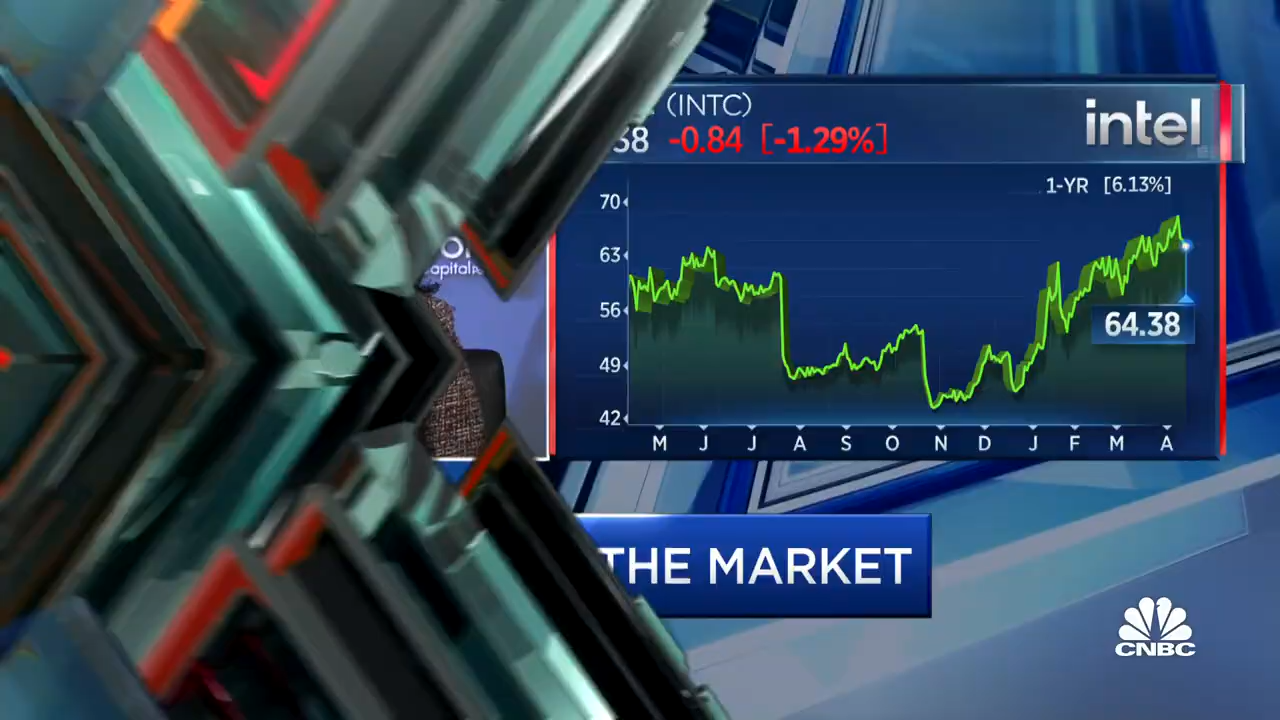 (INTC)
intel
-0.84 [-1.29%]
1-YR [6.13%]
70
63
56
49
42
64.38
M J J A S O N D J F M A
THE MARKET
CNBC